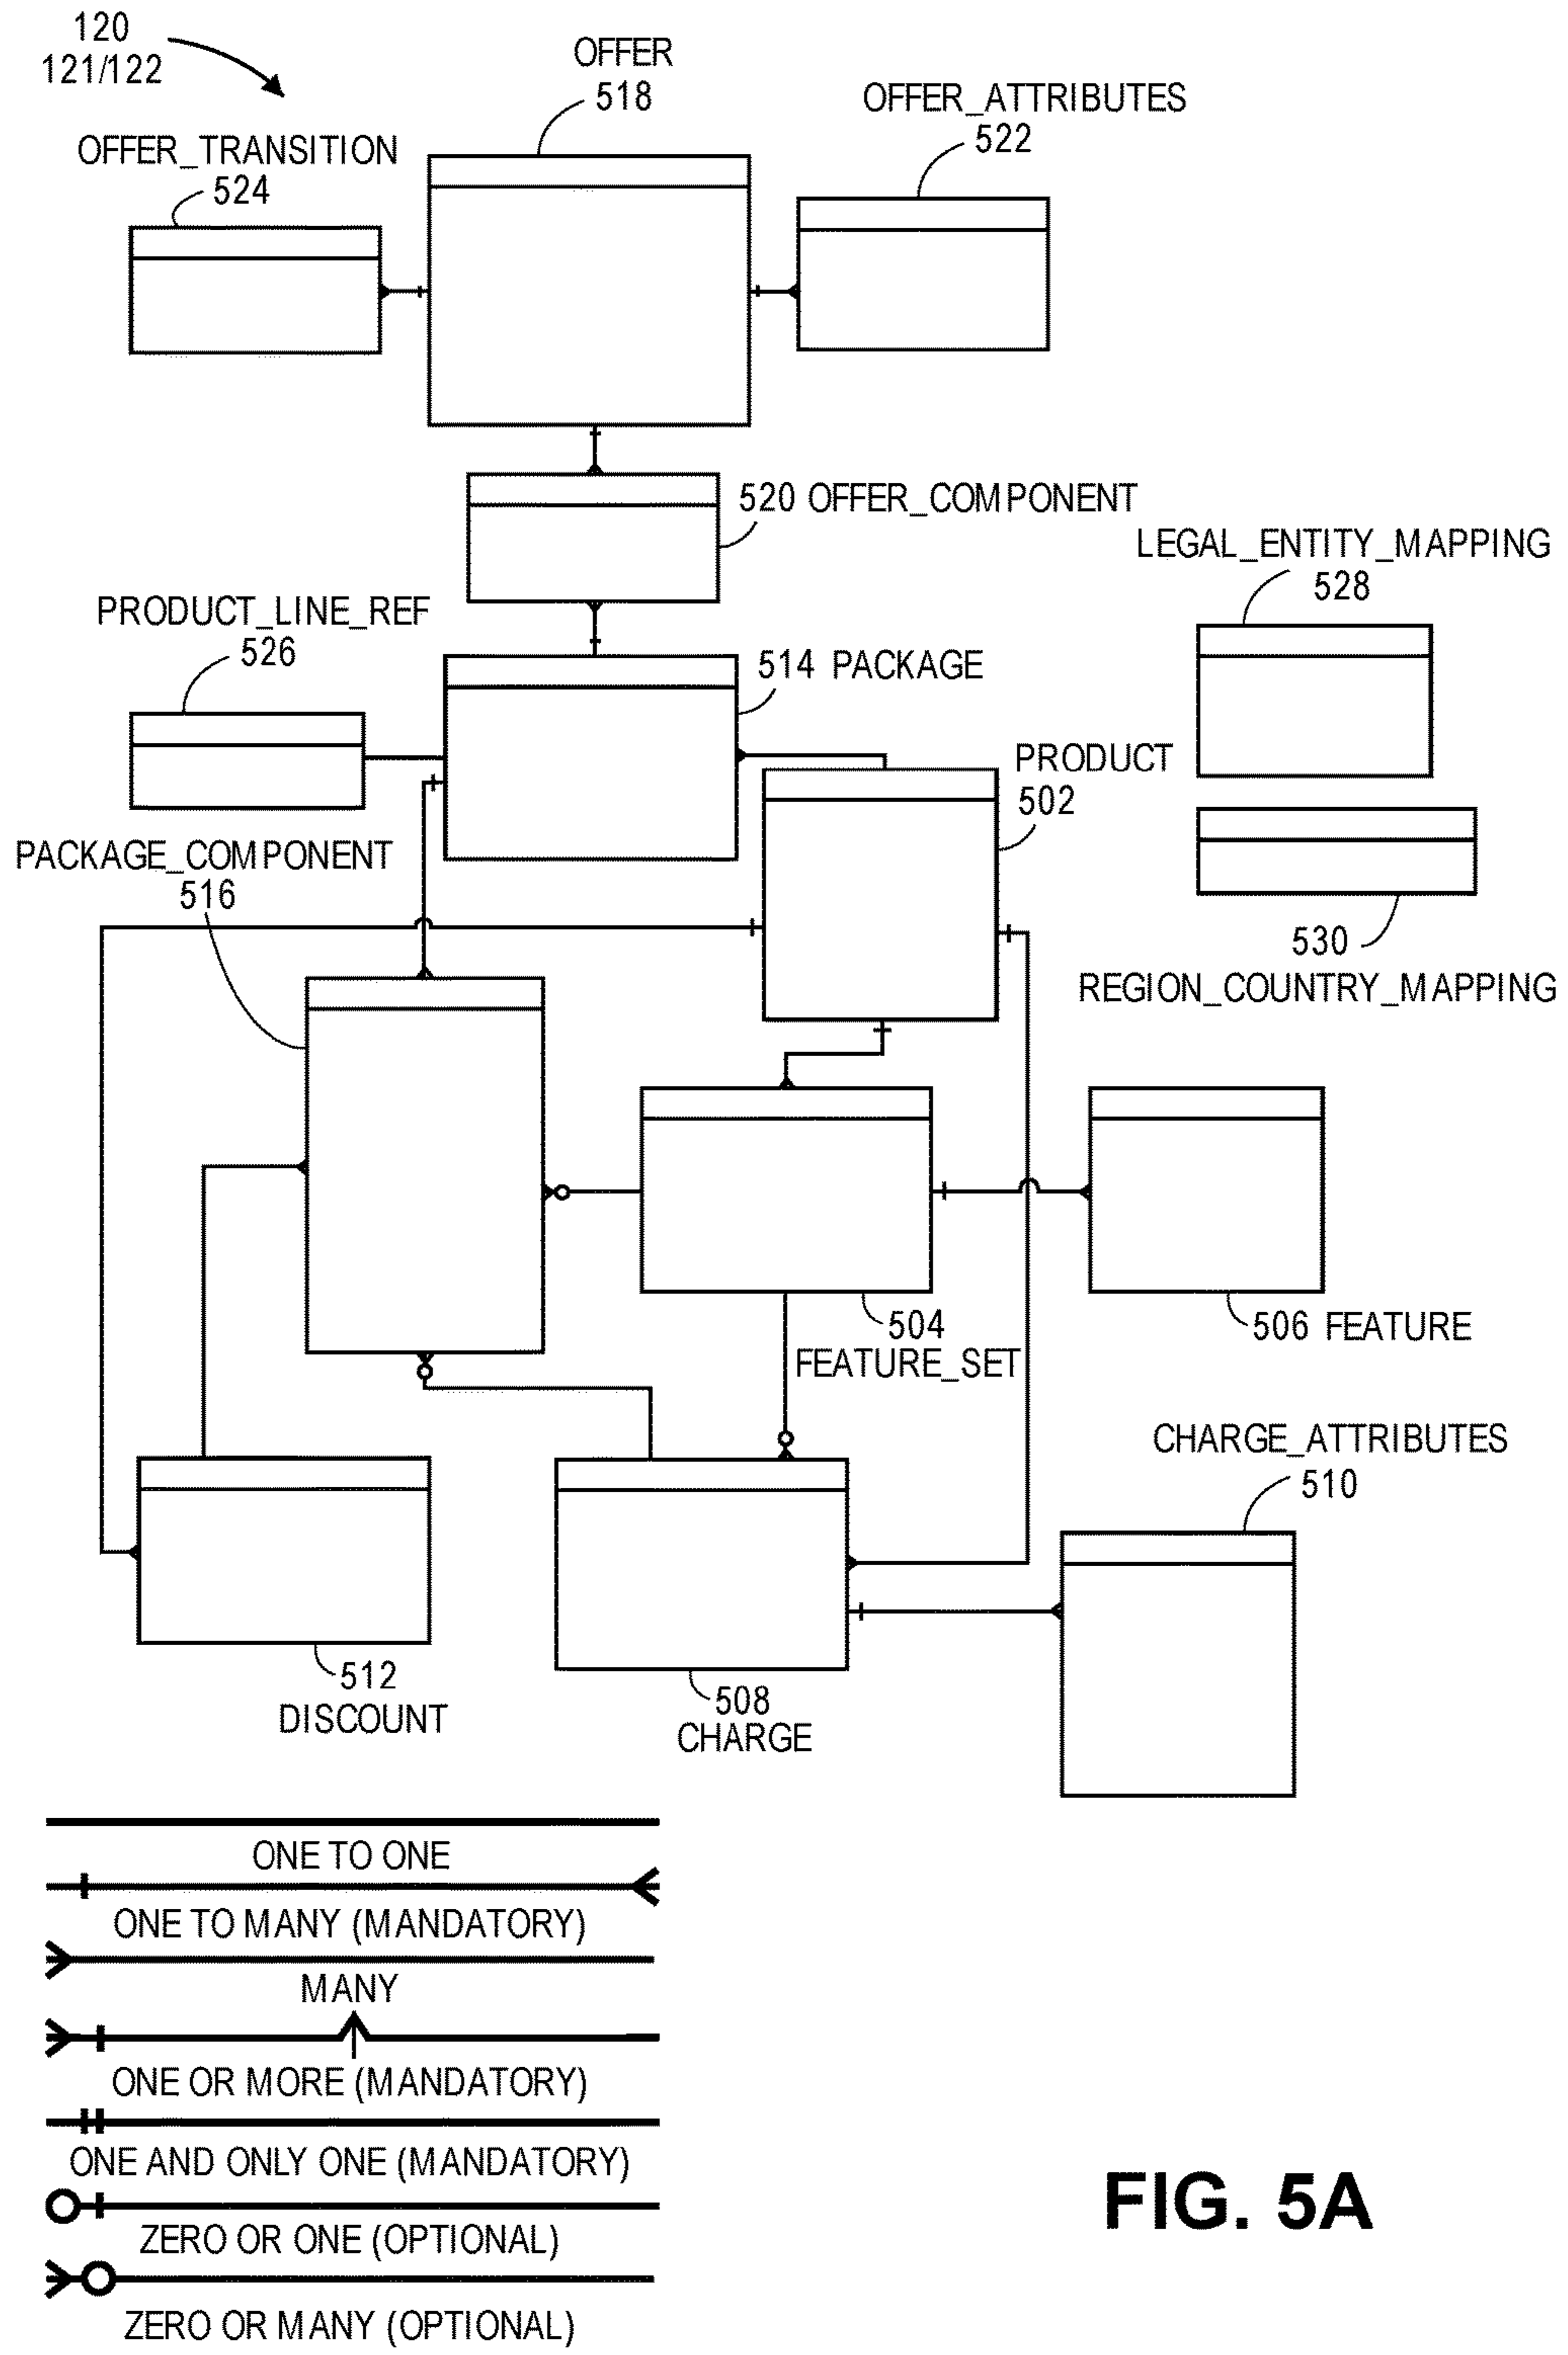 120
121/122
OFFER
518
OFFER_ATTRIBUTES
522
OFFER_TRANSITION
524
520 OFFER_COMPONENT
LEGAL_ENTITY_MAPPING
528
PRODUCT_LINE_REF
526
514 PACKAGE
PRODUCT
502
PACKAGE_COMPONENT
516
530
REGION_COUNTRY_MAPPING
504
FEATURE_SET
506 FEATURE
CHARGE_ATTRIBUTES
510
512
DISCOUNT
508
CHARGE
ONE TO ONE
ONE TO MANY (MANDATORY)
MANY
ONE OR MORE (MANDATORY)
ONE AND ONLY ONE (MANDATORY)
ZERO OR ONE (OPTIONAL)
ZERO OR MANY (OPTIONAL)
FIG. 5A